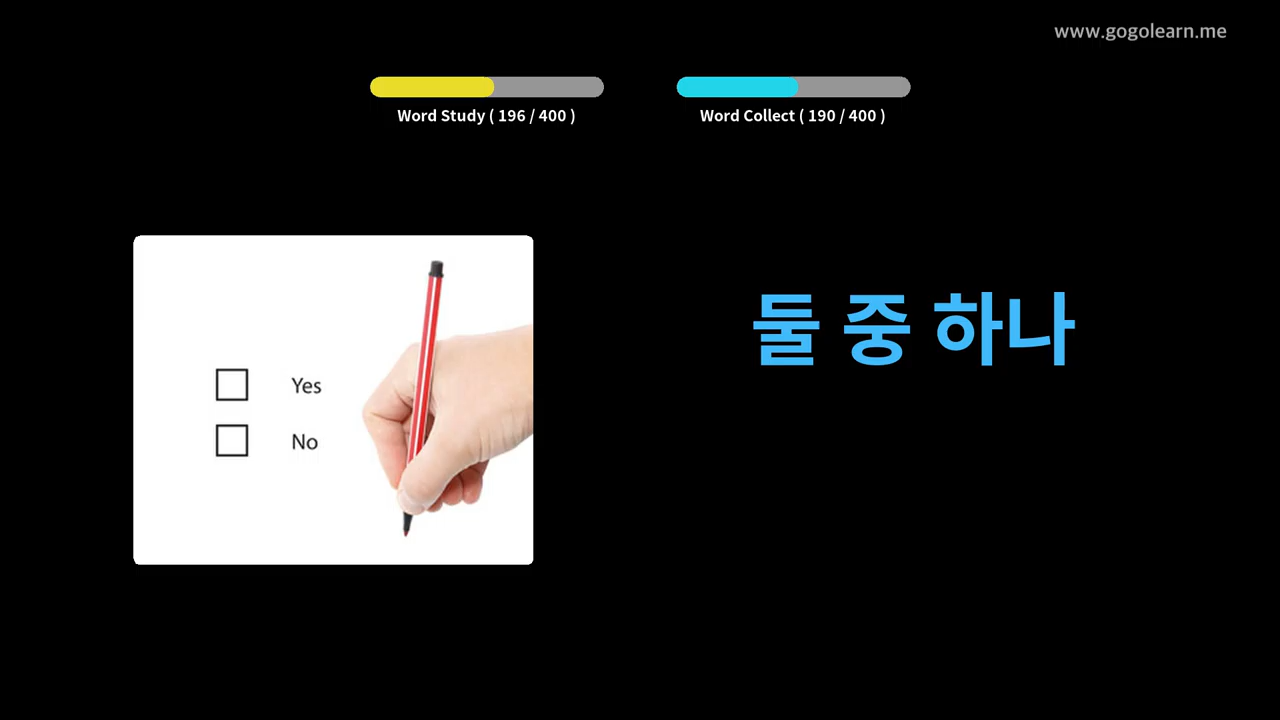 www.gogolearn.me
Word Study ( 196 / 400 )
Word Collect ( 190 / 400 )
둘 중 하나
Yes
No